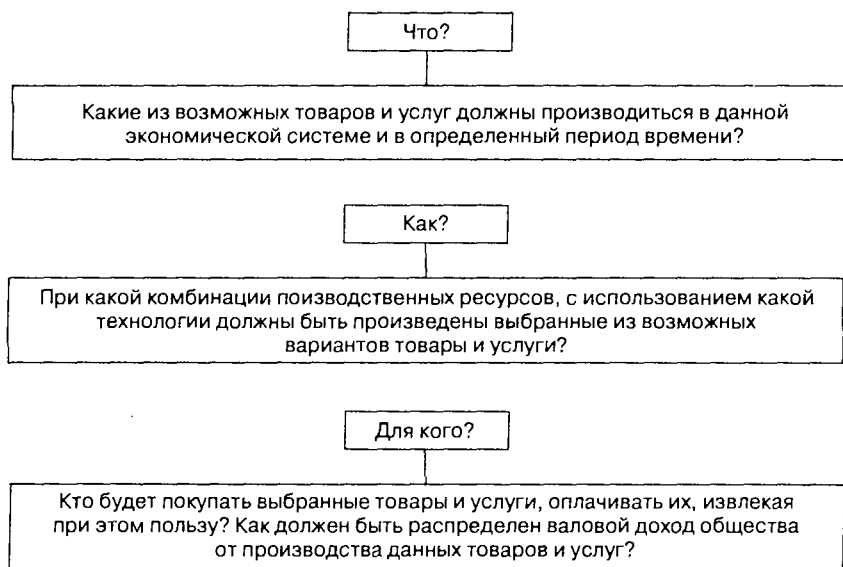 Что?
Какие из возможных товаров и услуг должны производиться в данной
экономической системе и в определенный период времени?
Как?
При какой комбинации поизводственных ресурсов, с использованием какой
технологии должны быть произведены выбранные из возможных
вариантов товары и услуги?
Для кого?
Кто будет покупать выбранные товары и услуги, оплачивать их, извлекая
при этом пользу? Как должен быть распределен валовой доход общества
от производства данных товаров и услуг?